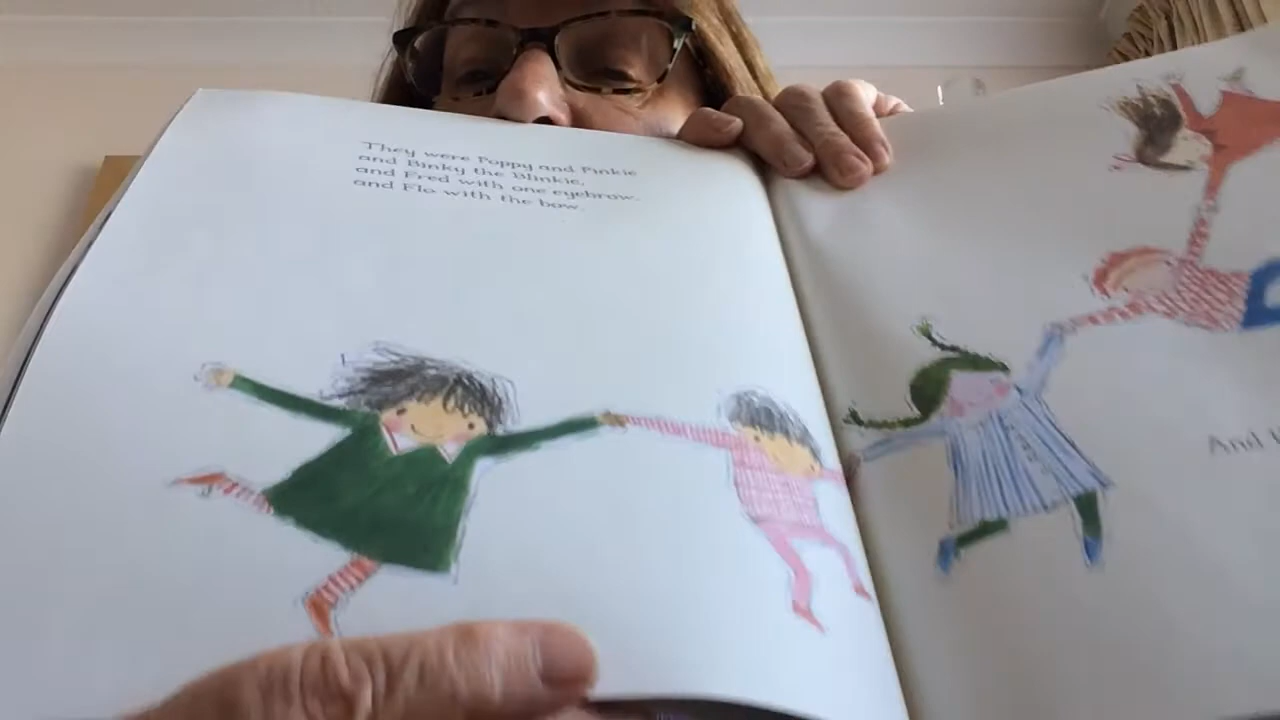 They were Poppy and Pinkie
and Binky the Blinkie,
and Fred with one eyebrow,
and Flo with the bow.
And